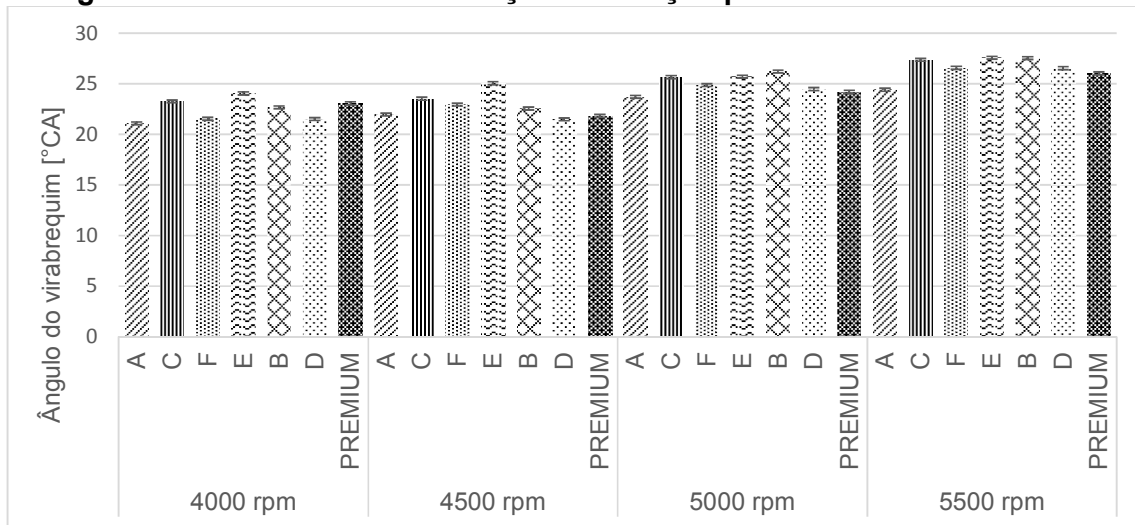 30
25
20
15
10
5
0
Ângulo do virabrequim [°CA]
A C F E B D PREMIUM A C F E B D PREMIUM A C F E B D PREMIUM A C F E B D PREMIUM
4000 rpm 4500 rpm 5000 rpm 5500 rpm